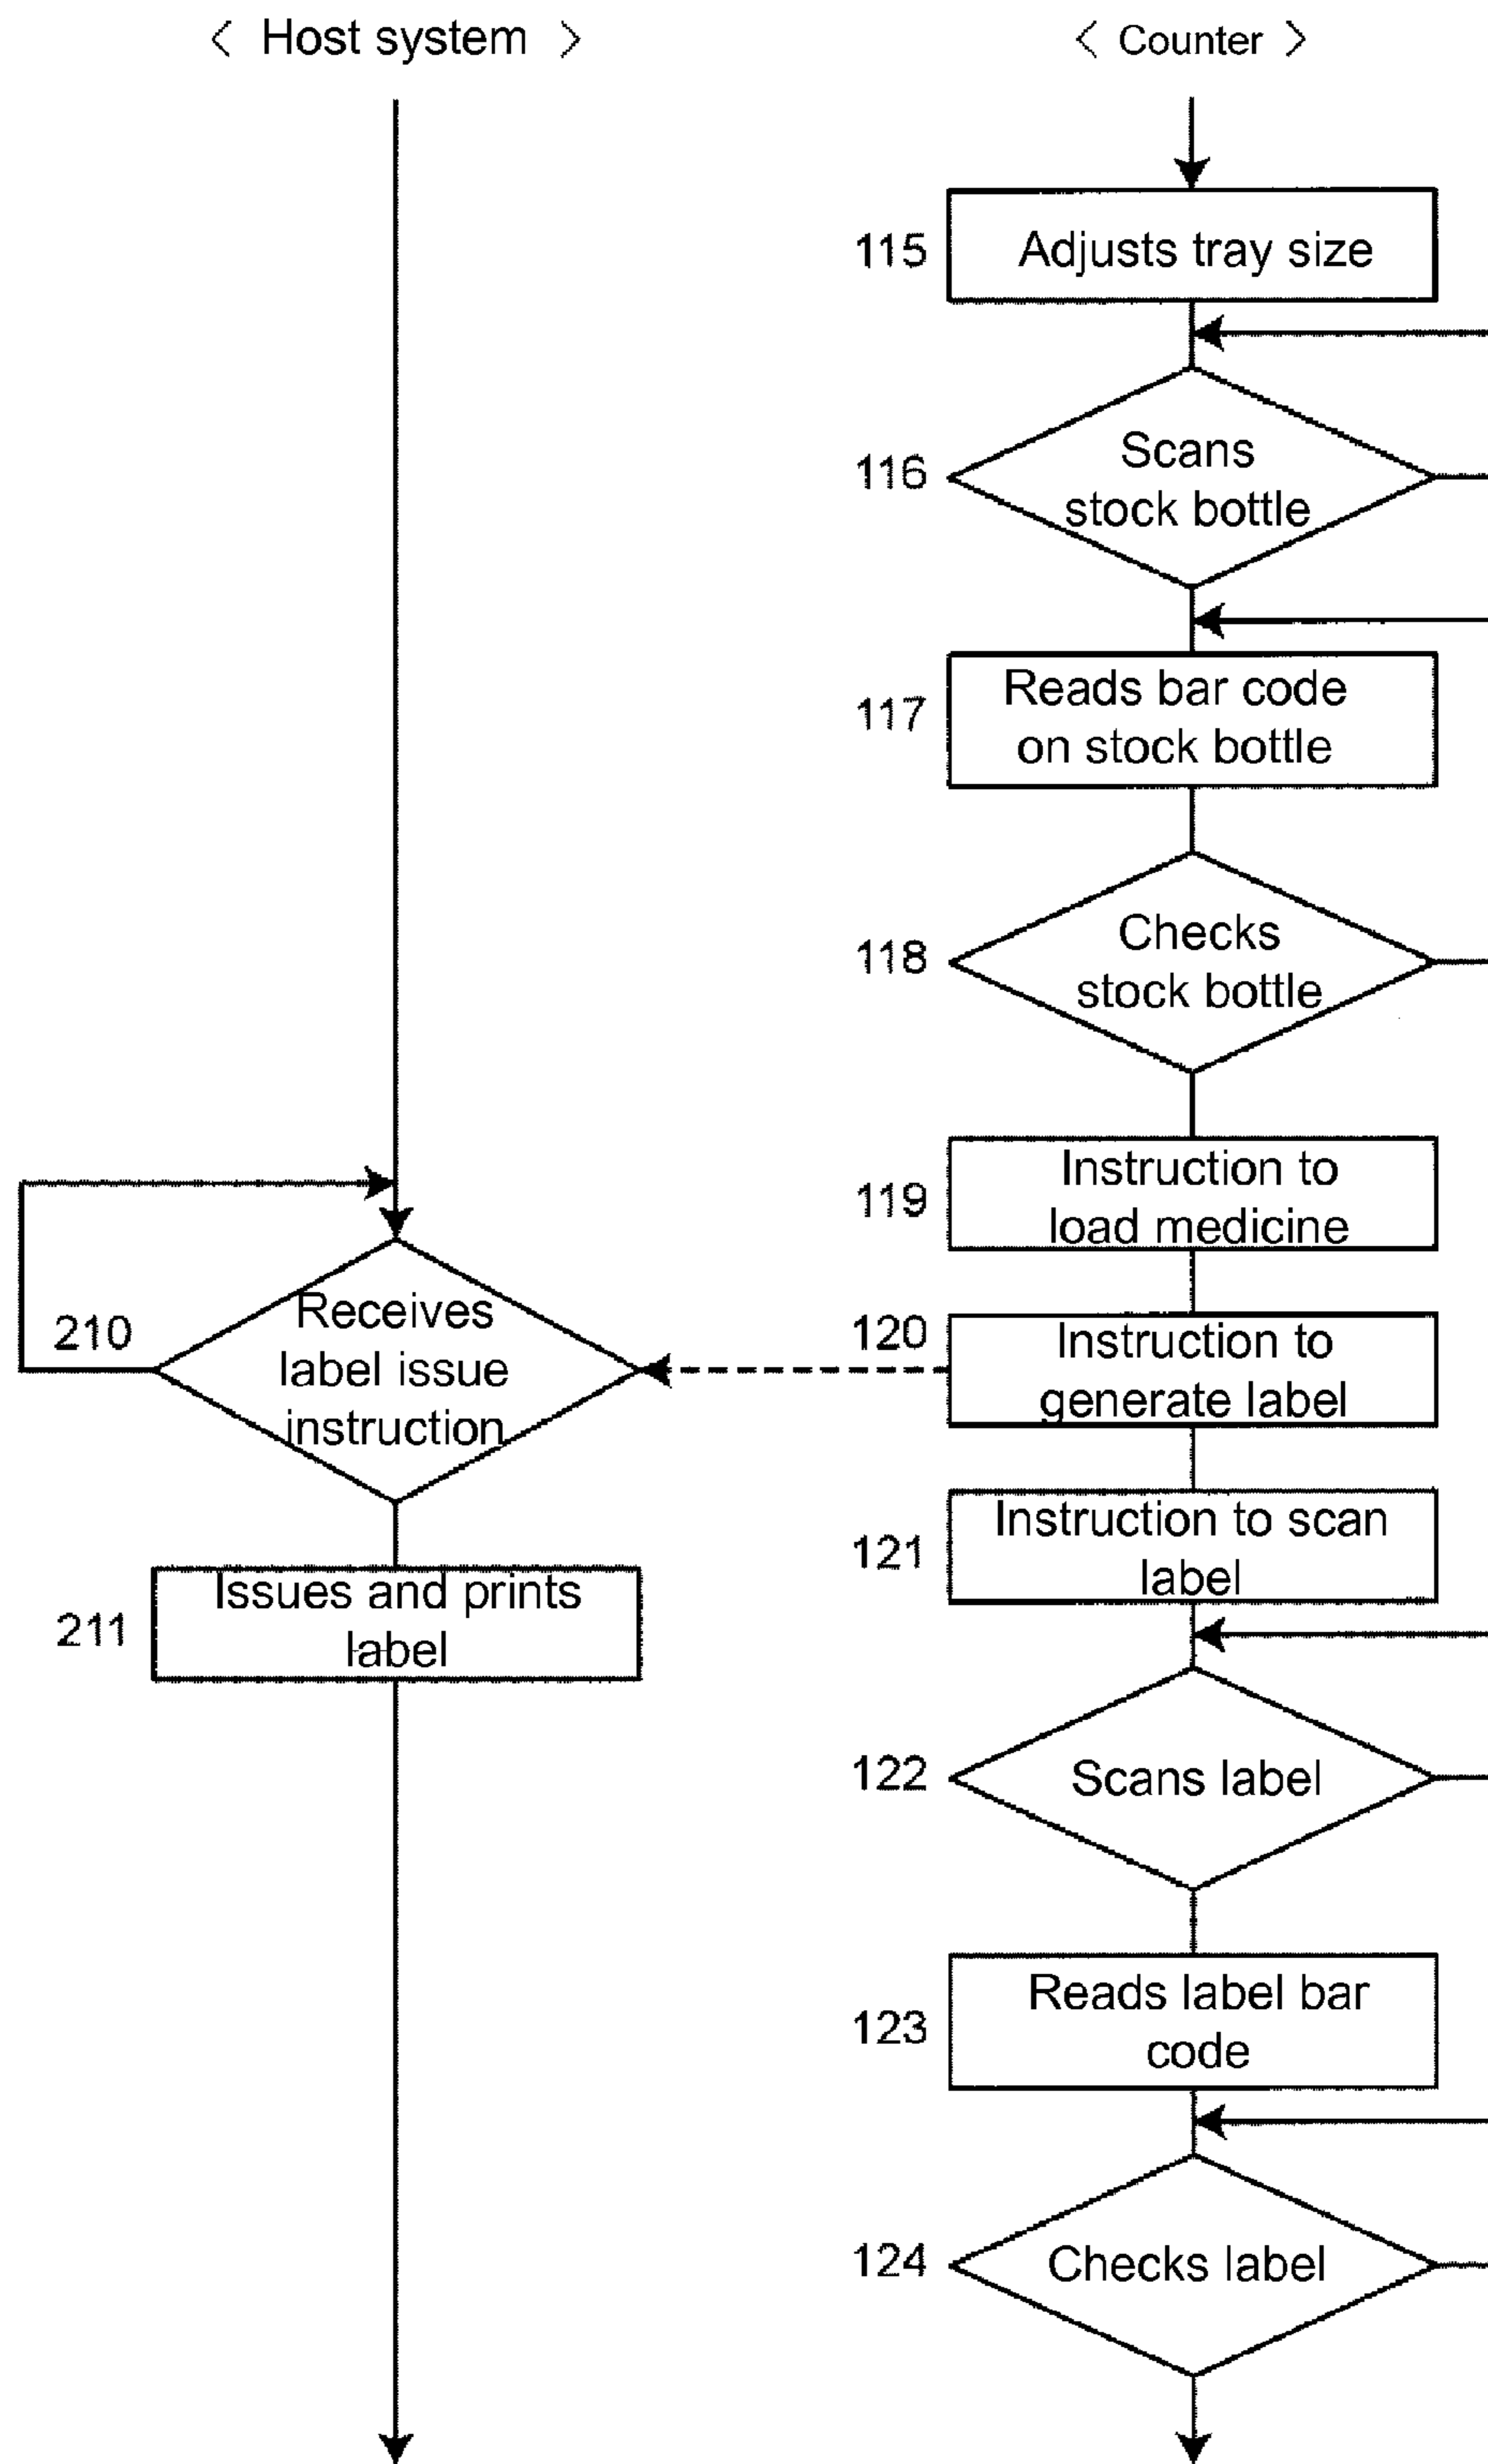 < Host system >
< Counter >
115
Adjusts tray size
116
Scans
stock bottle
117
Reads bar code
on stock bottle
118
Checks
stock bottle
119
Instruction to
load medicine
210
Receives
label issue
instruction
120
Instruction to
generate label
121
Instruction to scan
label
211
Issues and prints
label
122
Scans label
123
Reads label bar
code
124
Checks label